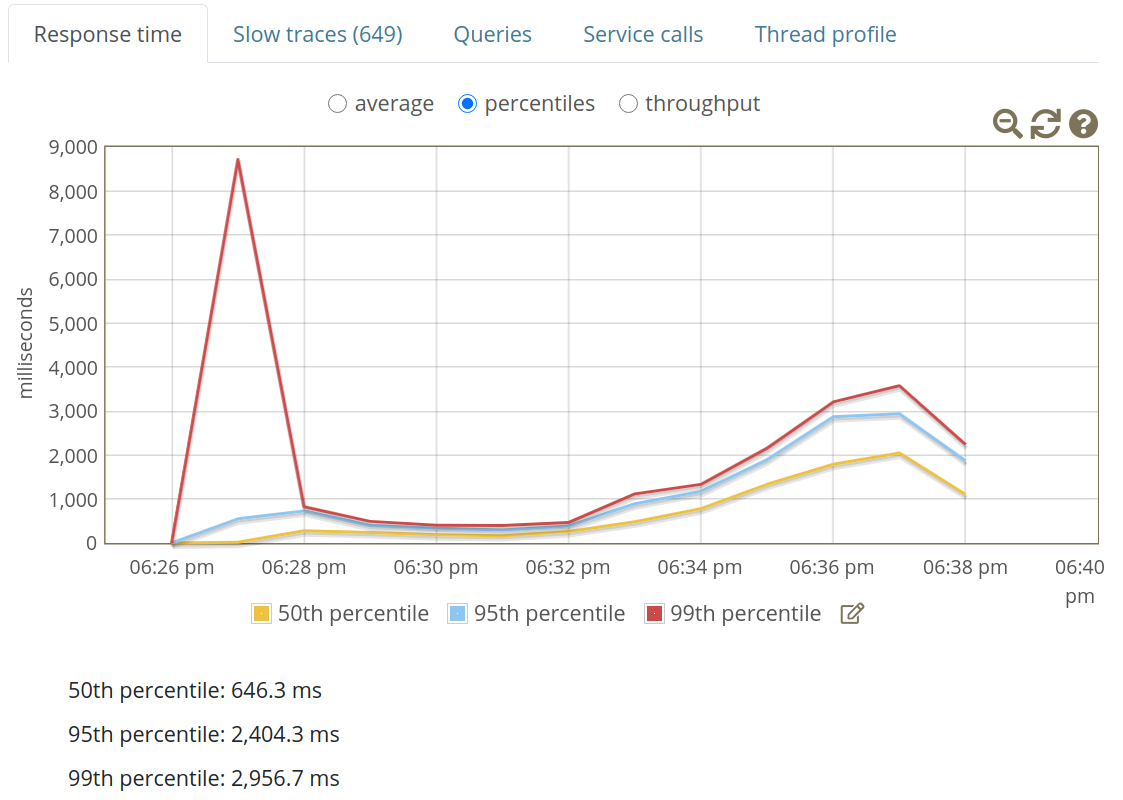 Response time Slow traces (649) Queries Service calls Thread profile
average percentiles throughput
?
9,000
8,000
7,000
6,000
5,000
4,000
3,000
2,000
1,000
0
milliseconds
06:26 pm 06:28 pm 06:30 pm 06:32 pm 06:34 pm 06:36 pm 06:38 pm 06:40
pm
50th percentile 95th percentile 99th percentile
50th percentile: 646.3 ms
95th percentile: 2,404.3 ms
99th percentile: 2,956.7 ms